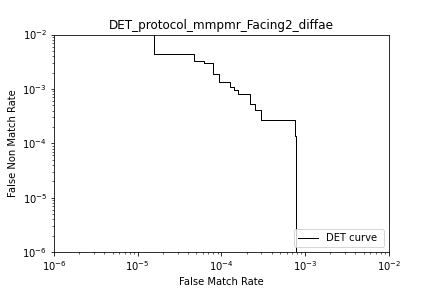 DET_protocol_mmpmr_Facing2_diffae
10⁻²
10⁻³
10⁻⁴
10⁻⁵
10⁻⁶
False Non Match Rate
DET curve
10⁻⁶ 10⁻⁵ 10⁻⁴ 10⁻³ 10⁻²
False Match Rate